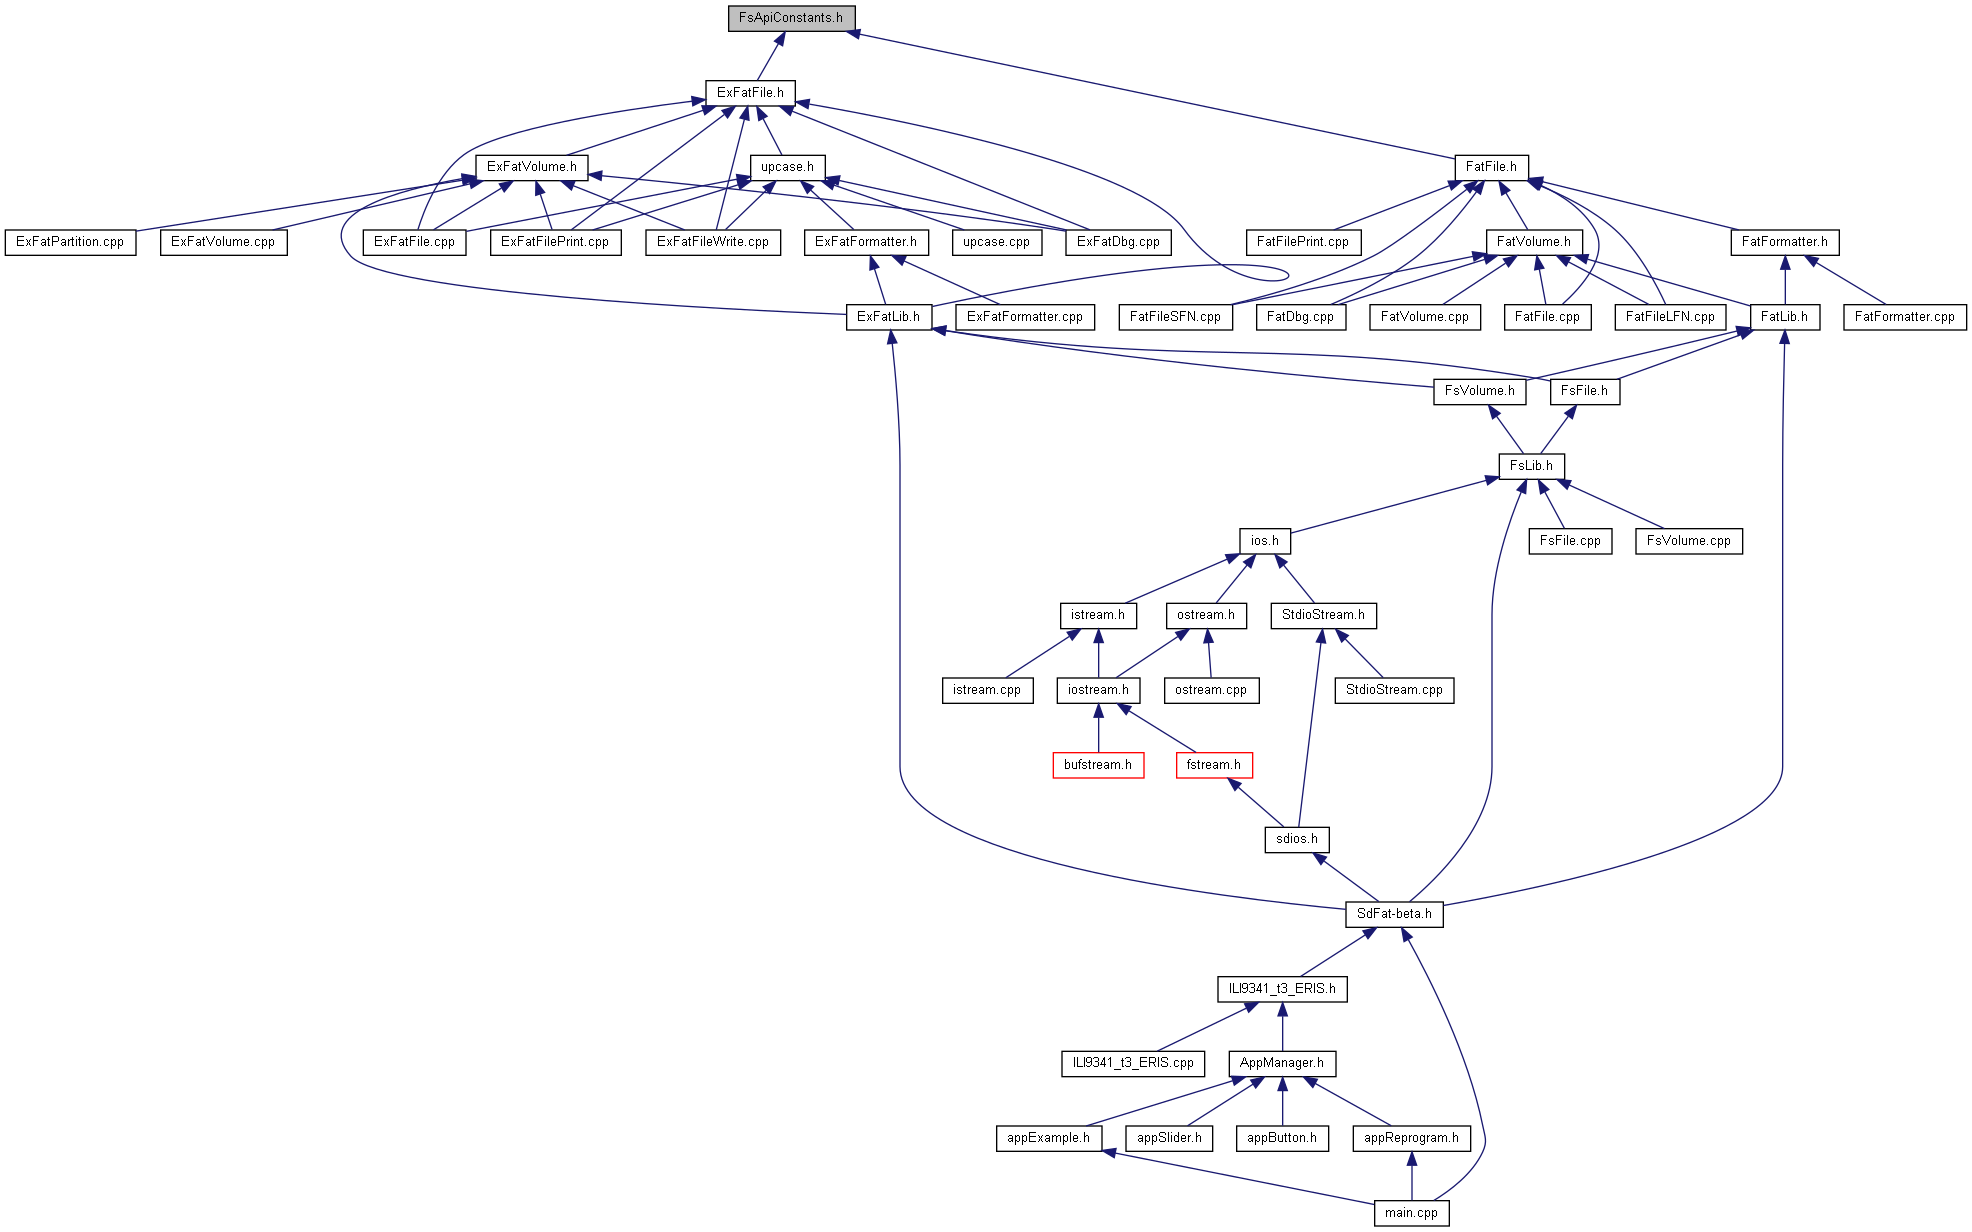 FsApiConstants.h
ExFatFile.h
ExFatVolume.h
upcase.h
FatFile.h
ExFatPartition.cpp
ExFatVolume.cpp
ExFatFile.cpp
ExFatFilePrint.cpp
ExFatFileWrite.cpp
ExFatFormatter.h
upcase.cpp
ExFatDbg.cpp
FatFilePrint.cpp
FatVolume.h
FatFormatter.h
ExFatLib.h
ExFatFormatter.cpp
FatFileSFN.cpp
FatDbg.cpp
FatVolume.cpp
FatFile.cpp
FatFileLFN.cpp
FatLib.h
FatFormatter.cpp
FsVolume.h
FsFile.h
FsLib.h
ios.h
FsFile.cpp
FsVolume.cpp
istream.h
ostream.h
StdioStream.h
istream.cpp
iostream.h
ostream.cpp
StdioStream.cpp
bufstream.h
fstream.h
sdios.h
SdFat-beta.h
ILI9341_t3_ERIS.h
ILI9341_t3_ERIS.cpp
AppManager.h
appExample.h
appSlider.h
appButton.h
appReprogram.h
main.cpp